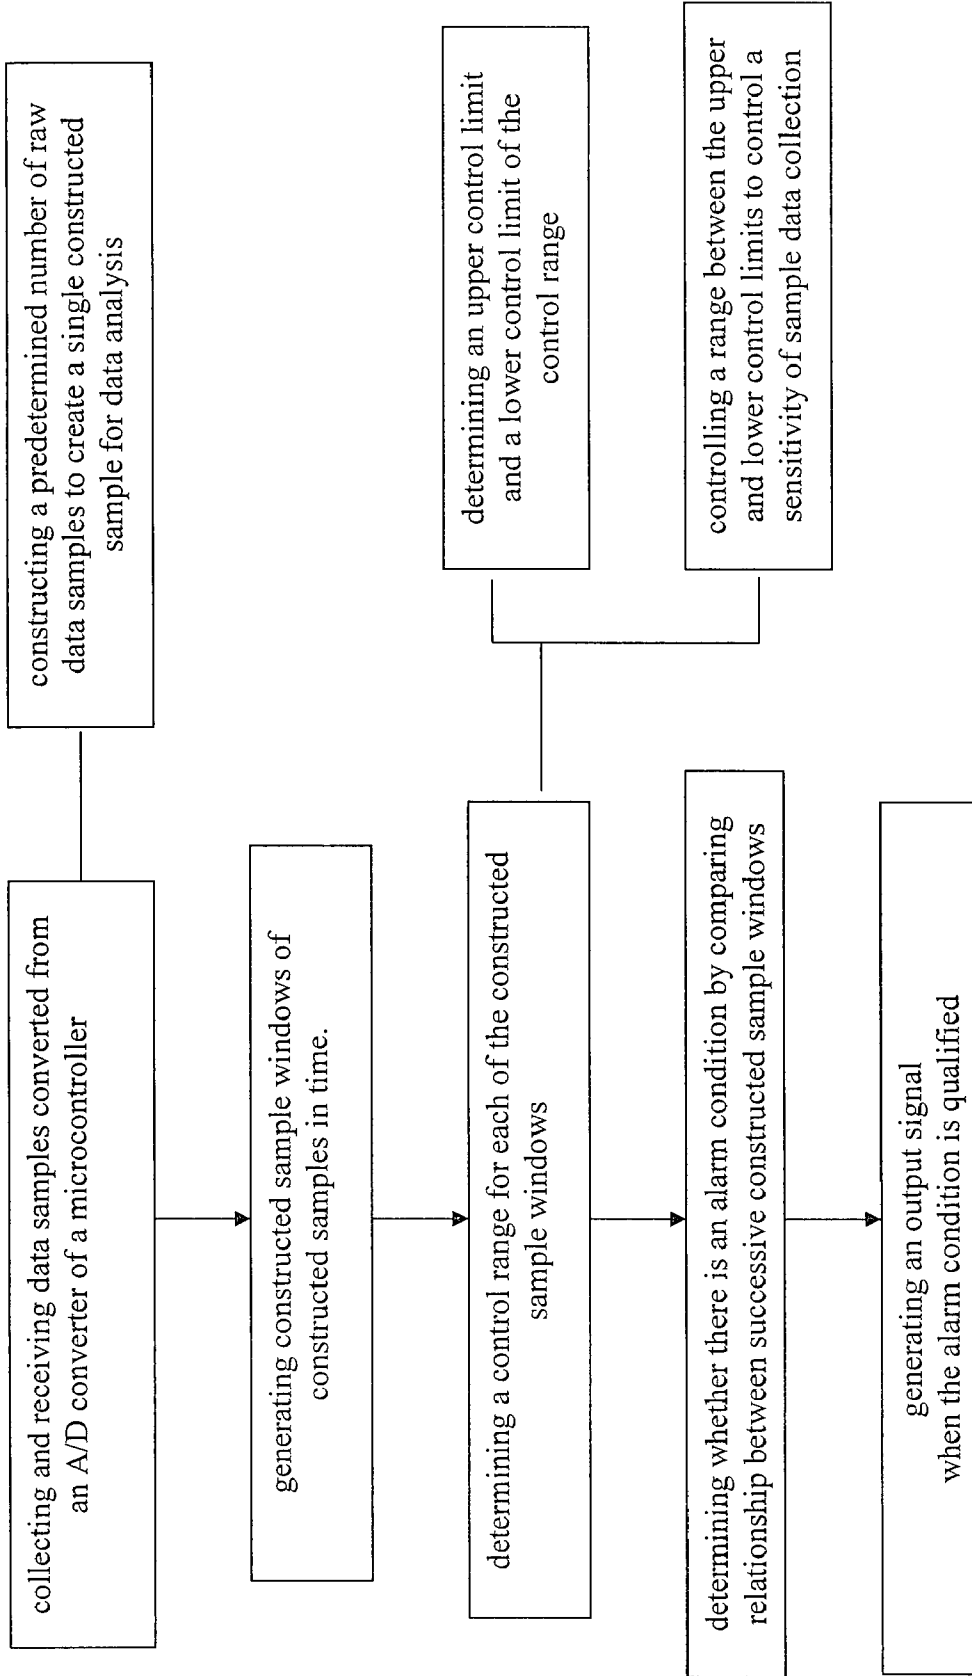 collecting and receiving data samples converted from
an A/D converter of a microcontroller
constructing a predetermined number of raw
data samples to create a single constructed
sample for data analysis
generating constructed sample windows of
constructed samples in time.
determining a control range for each of the constructed
sample windows
determining an upper control limit
and a lower control limit of the
control range
controlling a range between the upper
and lower control limits to control a
sensitivity of sample data collection
determining whether there is an alarm condition by comparing
relationship between successive constructed sample windows
generating an output signal
when the alarm condition is qualified